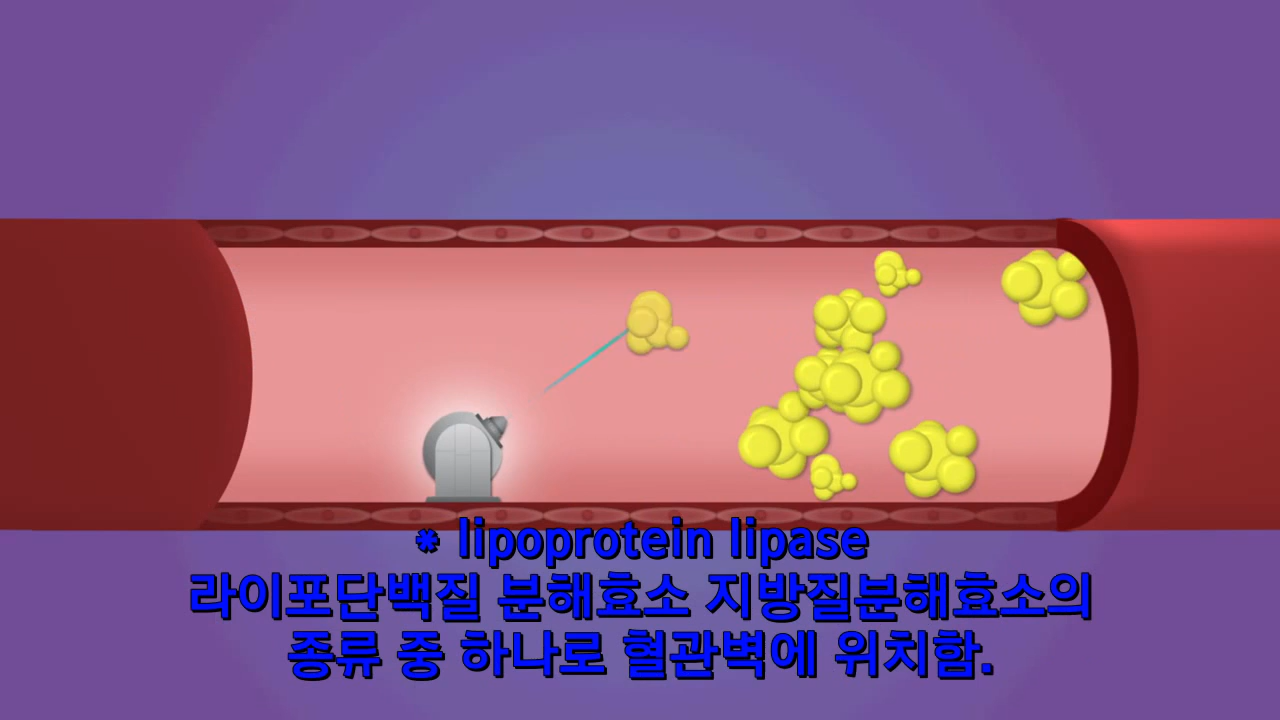 * lipoprotein lipase
라이포단백질 분해효소 지방질분해효소의
종류 중 하나로 혈관벽에 위치함.